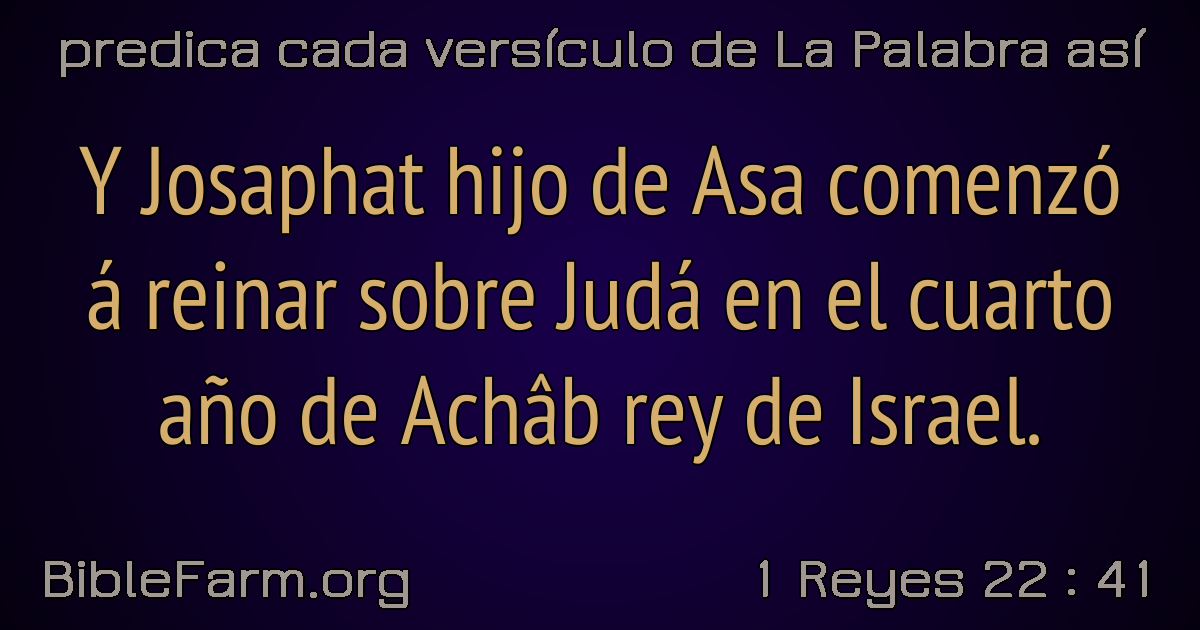 predica cada versículo de La Palabra así
Y Josaphat hijo de Asa comenzó
á reinar sobre Judá en el cuarto
año de Achâb rey de Israel.
BibleFarm.org
1 Reyes 22 : 41